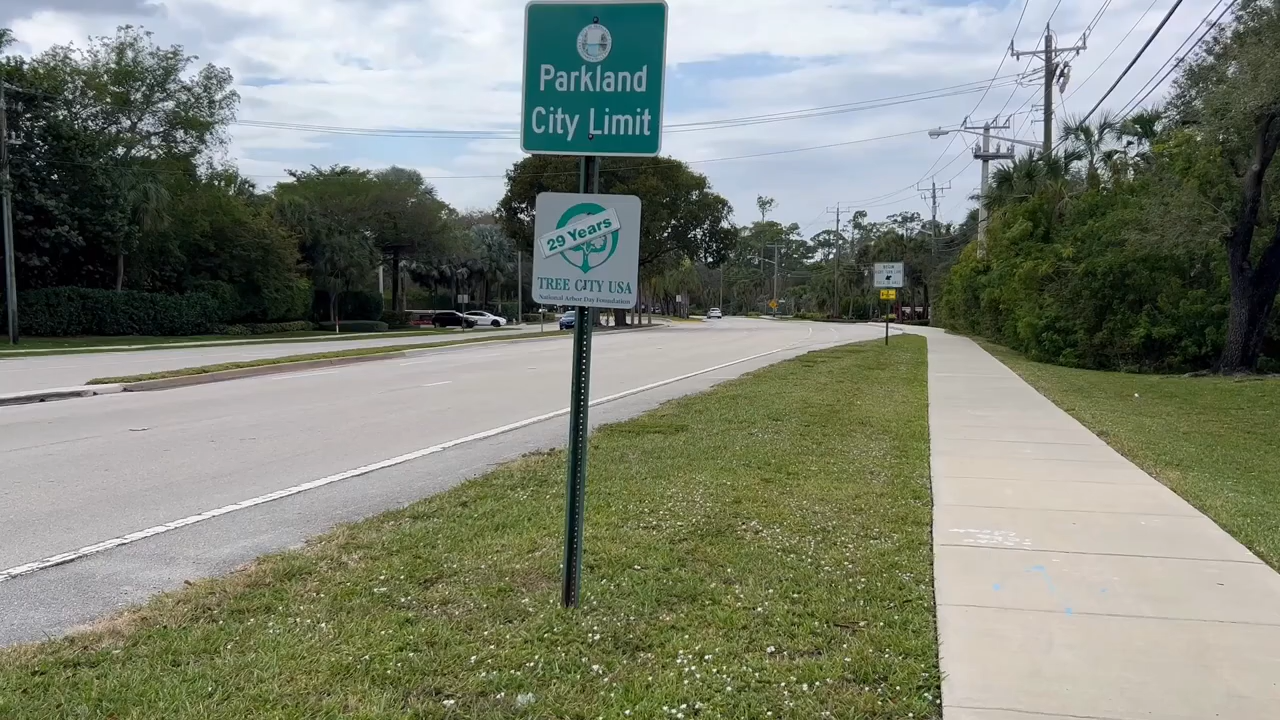 Parkland
City Limit
29 Years
TREE CITY USA
National Arbor Day Foundation